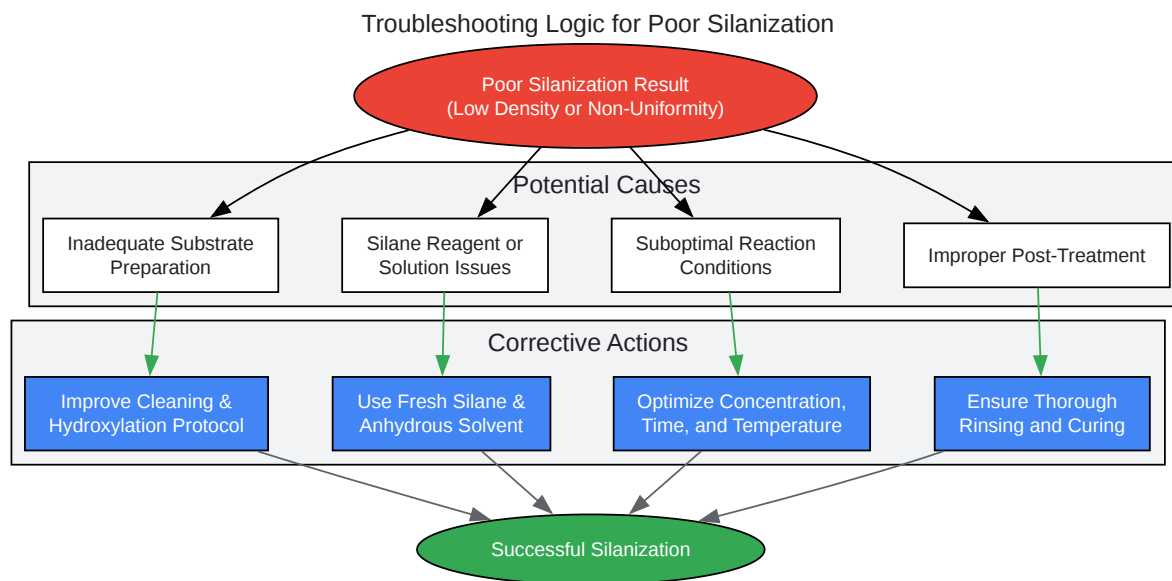 Troubleshooting Logic for Poor Silanization
Poor Silanization Result
(Low Density or Non-Uniformity)
Potential Causes
Inadequate Substrate
Preparation
Silane Reagent or
Solution Issues
Suboptimal Reaction
Conditions
Improper Post-Treatment
Corrective Actions
Improve Cleaning &
Hydroxylation Protocol
Use Fresh Silane &
Anhydrous Solvent
Optimize Concentration,
Time, and Temperature
Ensure Thorough
Rinsing and Curing
Successful Silanization